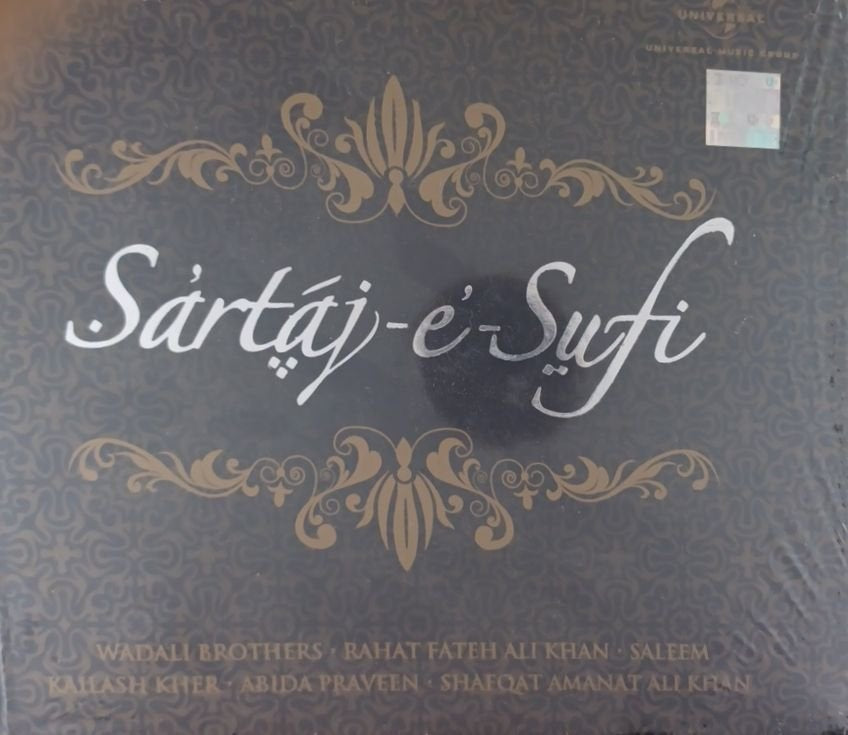 UNIVERSAL
UNIVERSAL MUSIC GROUP
Sártáj-é-Sufi
WADALI BROTHERS · RAHAT FATEH ALI KHAN · SALEEM
KAILASH KHER · ABIDA PRAVEEN · SHAFQAT AMANAT ALI KHAN